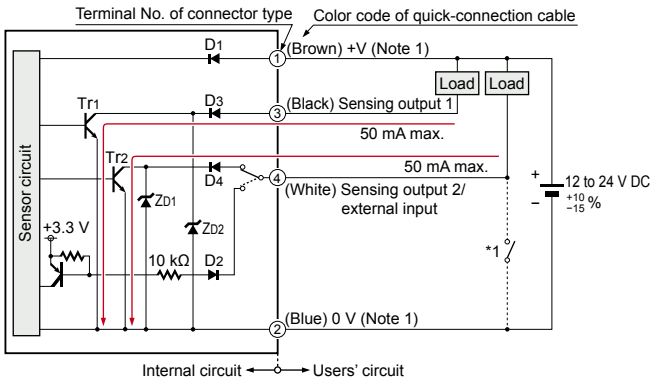 Terminal No. of connector type
Color code of quick-connection cable
D1
1
(Brown) +V (Note 1)
Load
Load
Tr1
D3
3
(Black) Sensing output 1
50 mA max.
Tr2
50 mA max.
D4
4
(White) Sensing output 2/
external input
Sensor circuit
ZD1
ZD2
+
12 to 24 V DC
−
+10
−15 %
+3.3 V
10 kΩ
D2
*1
2
(Blue) 0 V (Note 1)
Internal circuit
Users' circuit